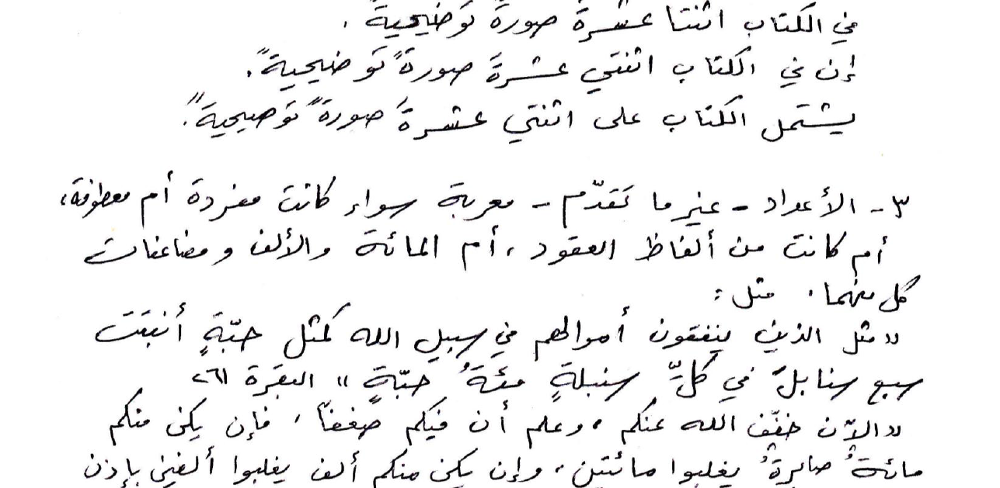 في الكتاب اثنتا عشرةَ صورةً توضيحيةً .
إن في الكتاب اثنتي عشرةَ صورةً توضيحيةً .
يشتمل الكتاب على اثنتي عشرةَ صورةً توضيحيةً .
٣ - الأعداد - غير ما تقدّم - معربة سواء كانت مفردة أم معطوفة ،
أم كانت من ألفاظ العقود ، أم المائة والألف ومضاعفات
كل منهما . مثل :
" مثل الذين ينفقون أموالهم في سبيل الله كمثل حبّةٍ أنبتت
سبع سنابلَ في كلِّ سنبلةٍ مئةُ حبّةٍ " البقرة ٢٦١
" الآن خفّف الله عنكم ، وعلم أن فيكم ضعفاً ، فإن يكن منكم
مائةٌ صابرةٌ يغلبوا مائتين ، وإن يكن منكم ألف يغلبوا ألفين بإذن